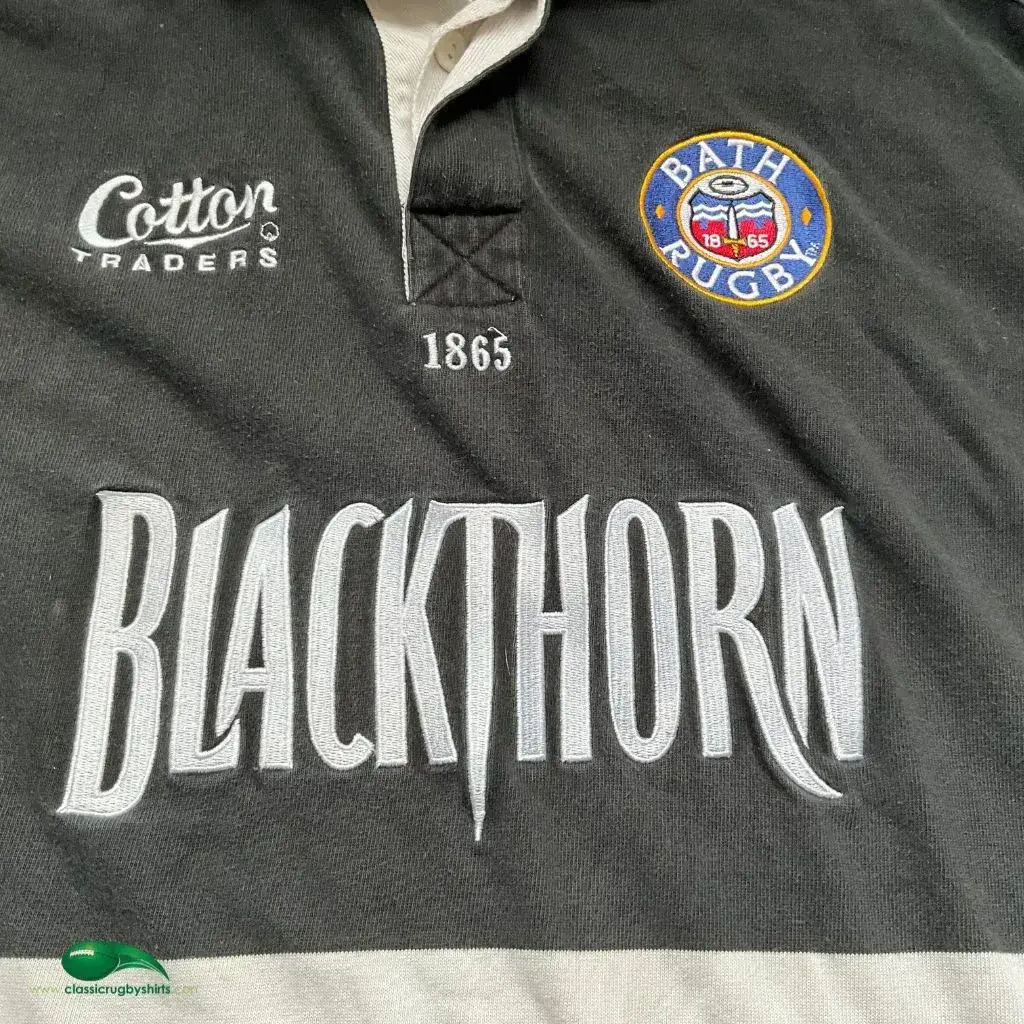 Cotton
TRADERS
BATH
18 65
RUGBY
1865
BLACKTHORN
www.classicrugbyshirts.com